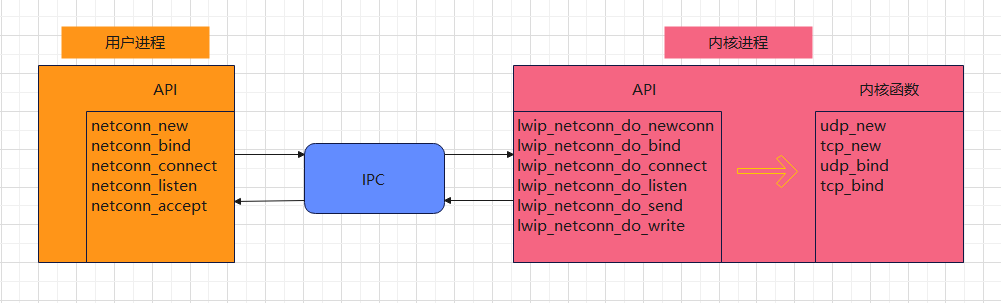 用户进程
内核进程
API
netconn_new
netconn_bind
netconn_connect
netconn_listen
netconn_accept
IPC
API
lwip_netconn_do_newconn
lwip_netconn_do_bind
lwip_netconn_do_connect
lwip_netconn_do_listen
lwip_netconn_do_send
lwip_netconn_do_write
内核函数
udp_new
tcp_new
udp_bind
tcp_bind